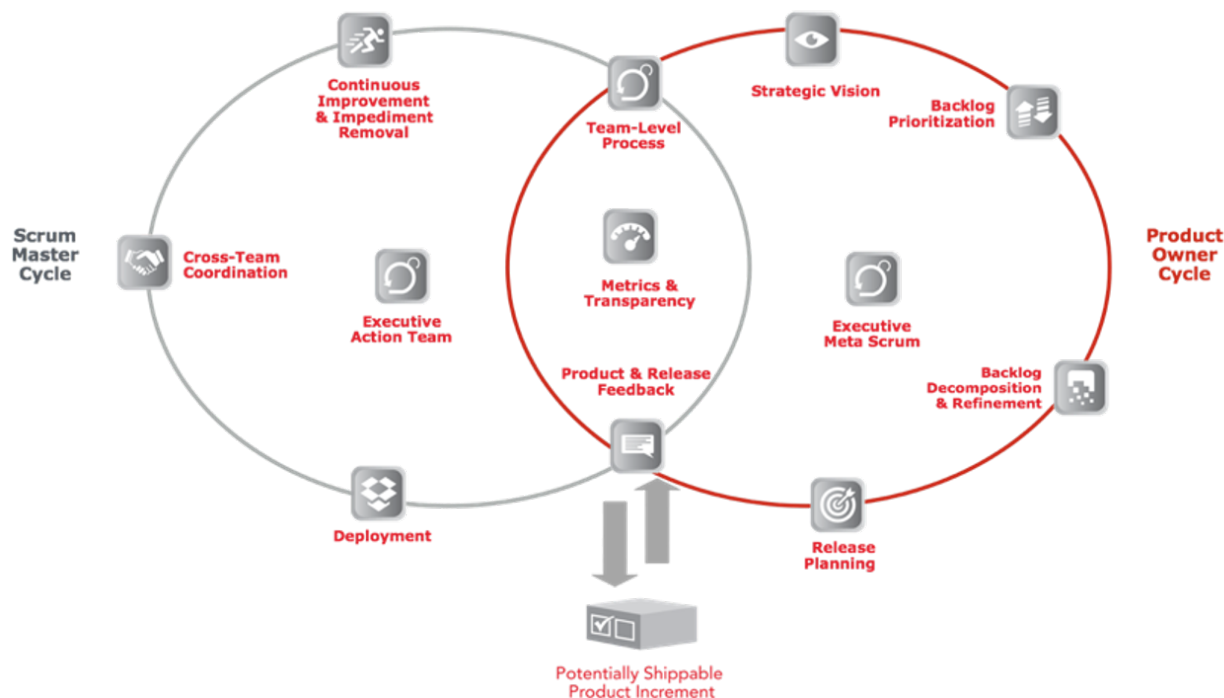 Continuous
Improvement
& Impediment
Removal
Team-Level
Process
Strategic Vision
Backlog
Prioritization
Scrum
Master
Cycle
Cross-Team
Coordination
Executive
Action Team
Metrics &
Transparency
Executive
Meta Scrum
Product
Owner
Cycle
Product & Release
Feedback
Backlog
Decomposition
& Refinement
Deployment
Release
Planning
Potentially Shippable
Product Increment